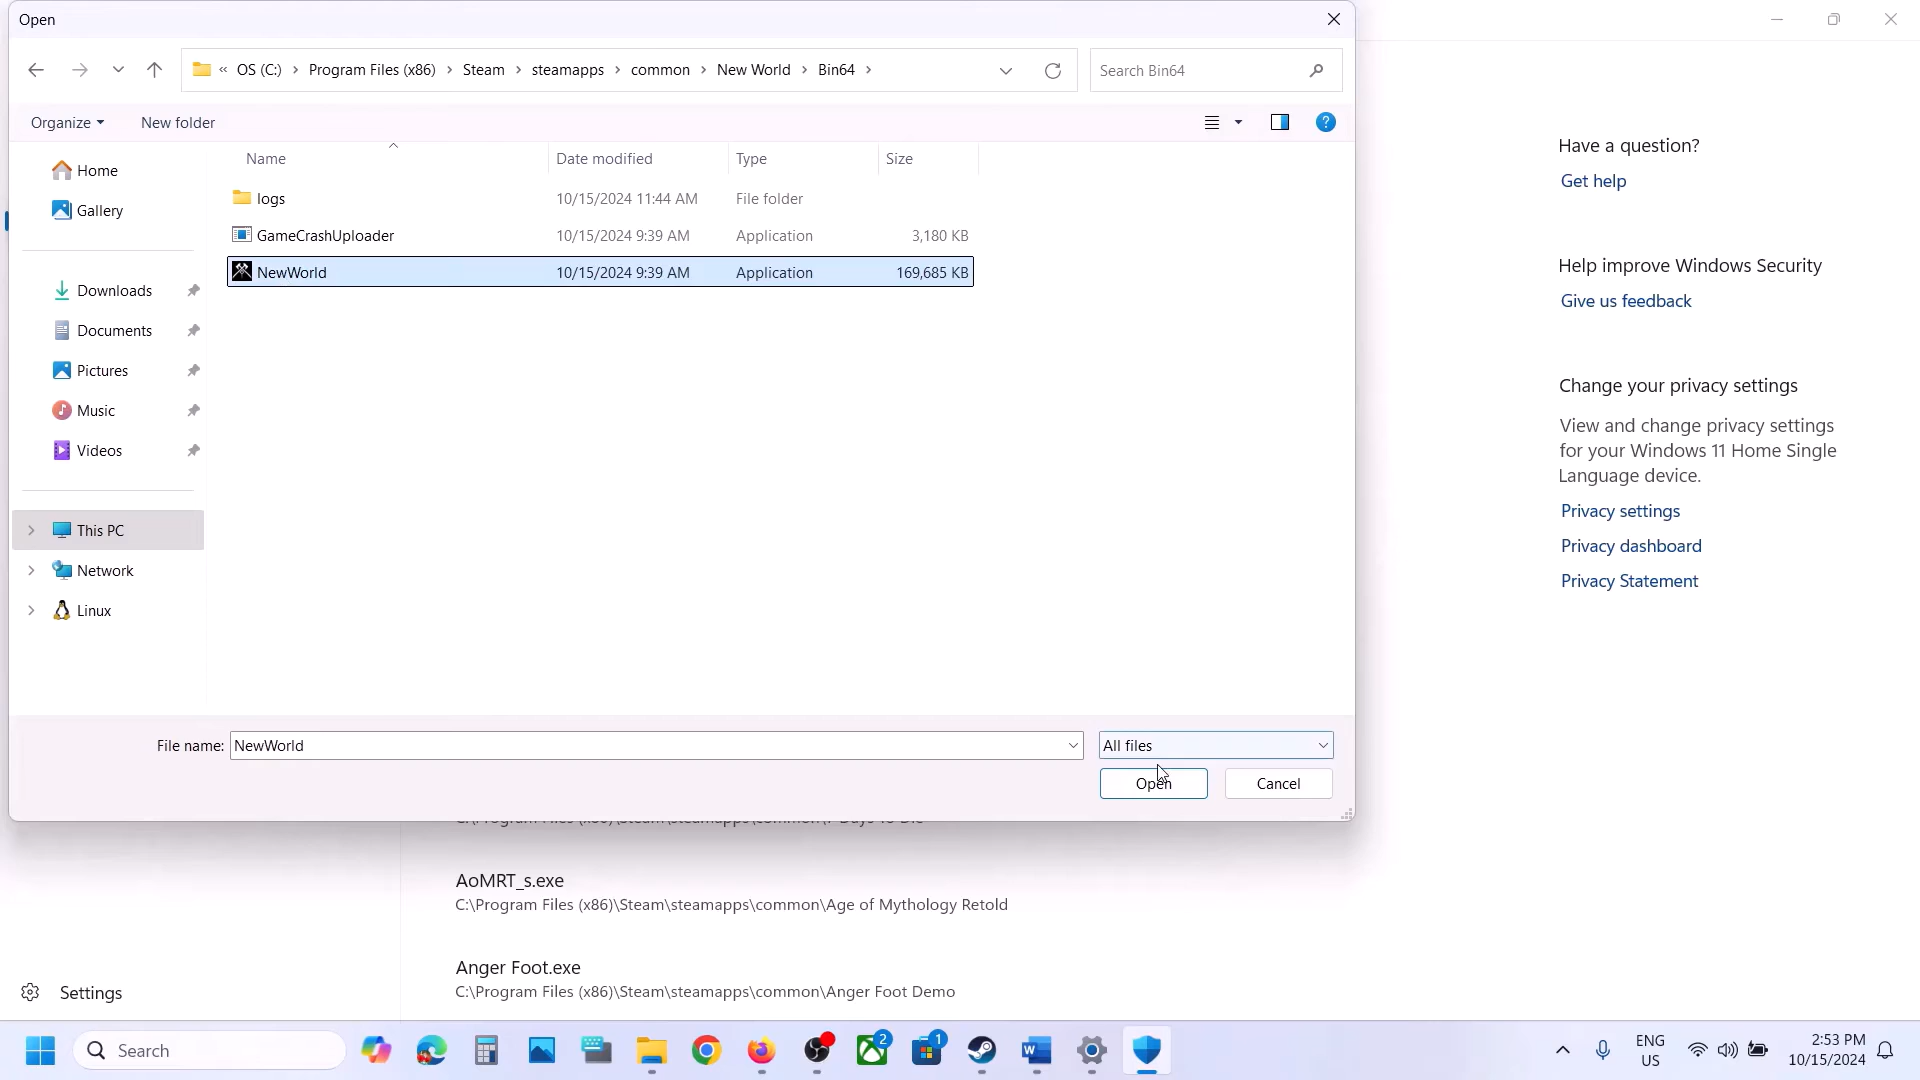 Open
« OS (C:) › Program Files (x86) › Steam › steamapps › common › New World › Bin64 ›
Search Bin64
Organize
New folder
?
Name Date modified Type Size
logs 10/15/2024 11:44 AM File folder
GameCrashUploader 10/15/2024 9:39 AM Application 3,180 KB
NewWorld 10/15/2024 9:39 AM Application 169,685 KB
Home
Gallery
Downloads
Documents
Pictures
Music
Videos
This PC
Network
Linux
File name: NewWorld
All files
Open
Cancel
Have a question?
Get help
Help improve Windows Security
Give us feedback
Change your privacy settings
View and change privacy settings
for your Windows 11 Home Single
Language device.
Privacy settings
Privacy dashboard
Privacy Statement
C:\Program Files (x86)\Steam\steamapps\common\7 Days To Die
AoMRT_s.exe
C:\Program Files (x86)\Steam\steamapps\common\Age of Mythology Retold
Anger Foot.exe
C:\Program Files (x86)\Steam\steamapps\common\Anger Foot Demo
Settings
Search
2
1
ENG
US
2:53 PM
10/15/2024